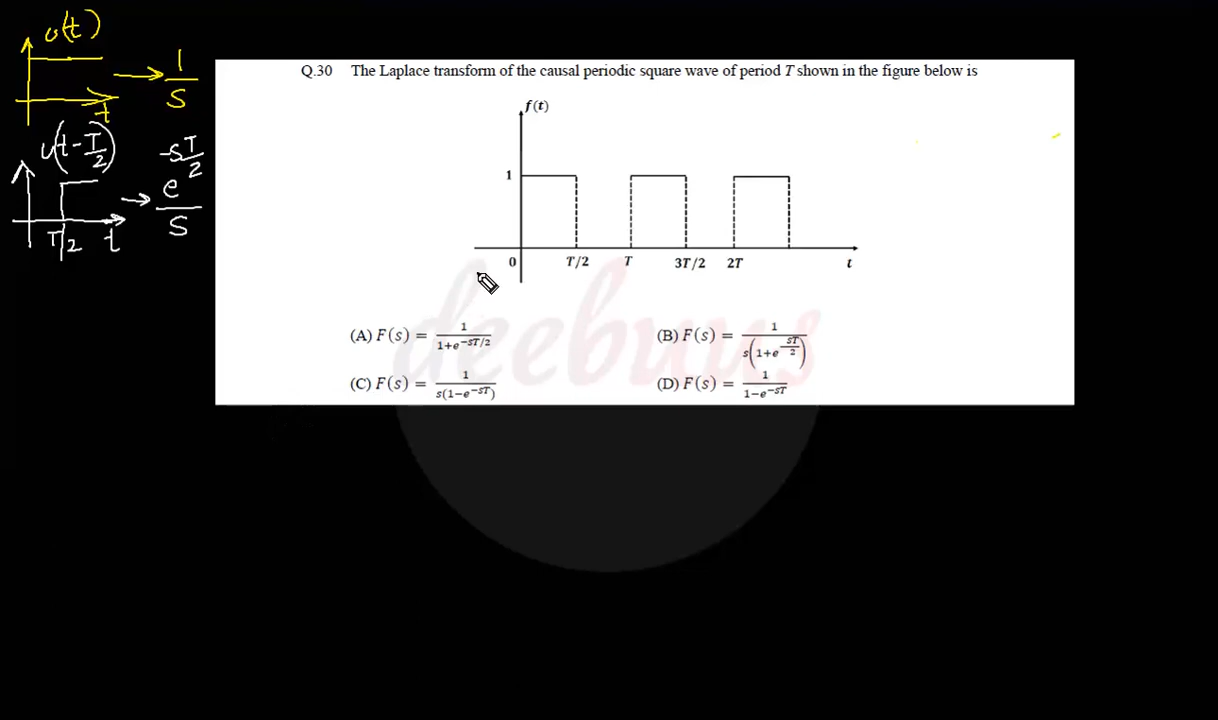 u(t)
1
s
t
u(t-T/2)
T/2
t
e^{-sT/2}
s
Q.30 The Laplace transform of the causal periodic square wave of period T shown in the figure below is
f(t)
1
0 T/2 T 3T/2 2T t
(A) F(s) = 1/(1+e^{-sT/2}) (B) F(s) = 1/(s(1+e^{-sT/2}))
(C) F(s) = 1/(s(1-e^{-sT})) (D) F(s) = 1/(1-e^{-sT})
deebuus